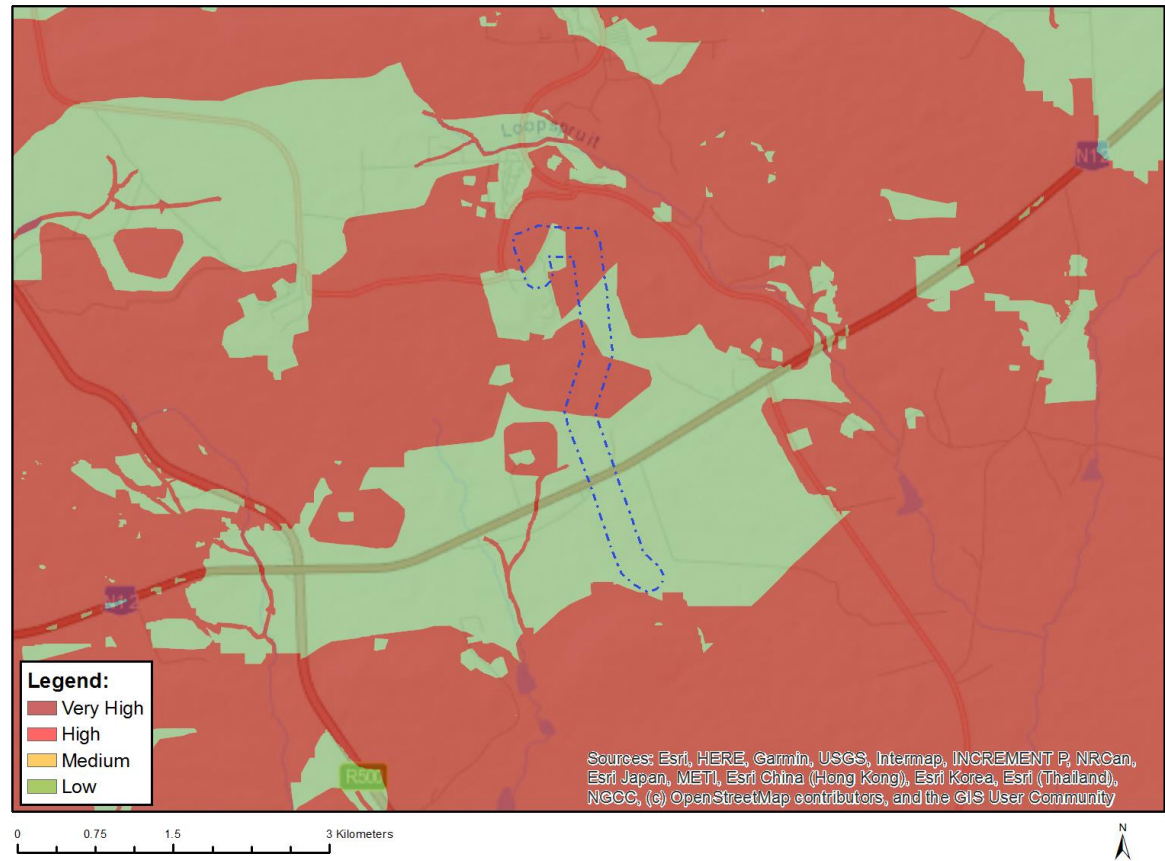 Loopspruit
N12
N12
R500
Legend:
Very High
High
Medium
Low
Sources: Esri, HERE, Garmin, USGS, Intermap, INCREMENT P, NRCan,
Esri Japan, METI, Esri China (Hong Kong), Esri Korea, Esri (Thailand),
NGCC, (c) OpenStreetMap contributors, and the GIS User Community
0 0.75 1.5 3 Kilometers
N